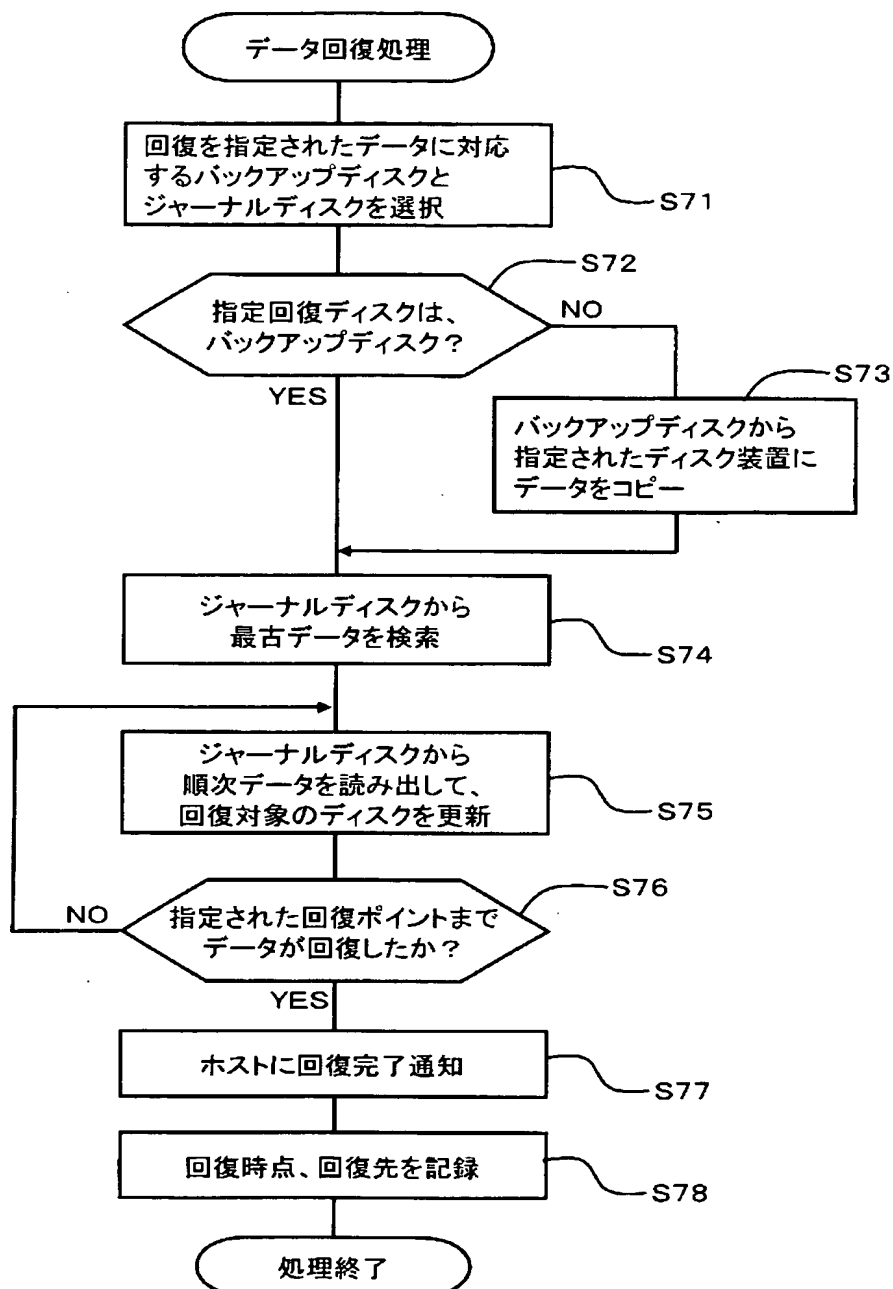 データ回復処理
回復を指定されたデータに対応
するバックアップディスクと
ジャーナルディスクを選択
S71
S72
指定回復ディスクは、
バックアップディスク？
NO
YES
S73
バックアップディスクから
指定されたディスク装置に
データをコピー
ジャーナルディスクから
最古データを検索
S74
ジャーナルディスクから
順次データを読み出して、
回復対象のディスクを更新
S75
S76
指定された回復ポイントまで
データが回復したか？
NO
YES
ホストに回復完了通知
S77
回復時点、回復先を記録
S78
処理終了